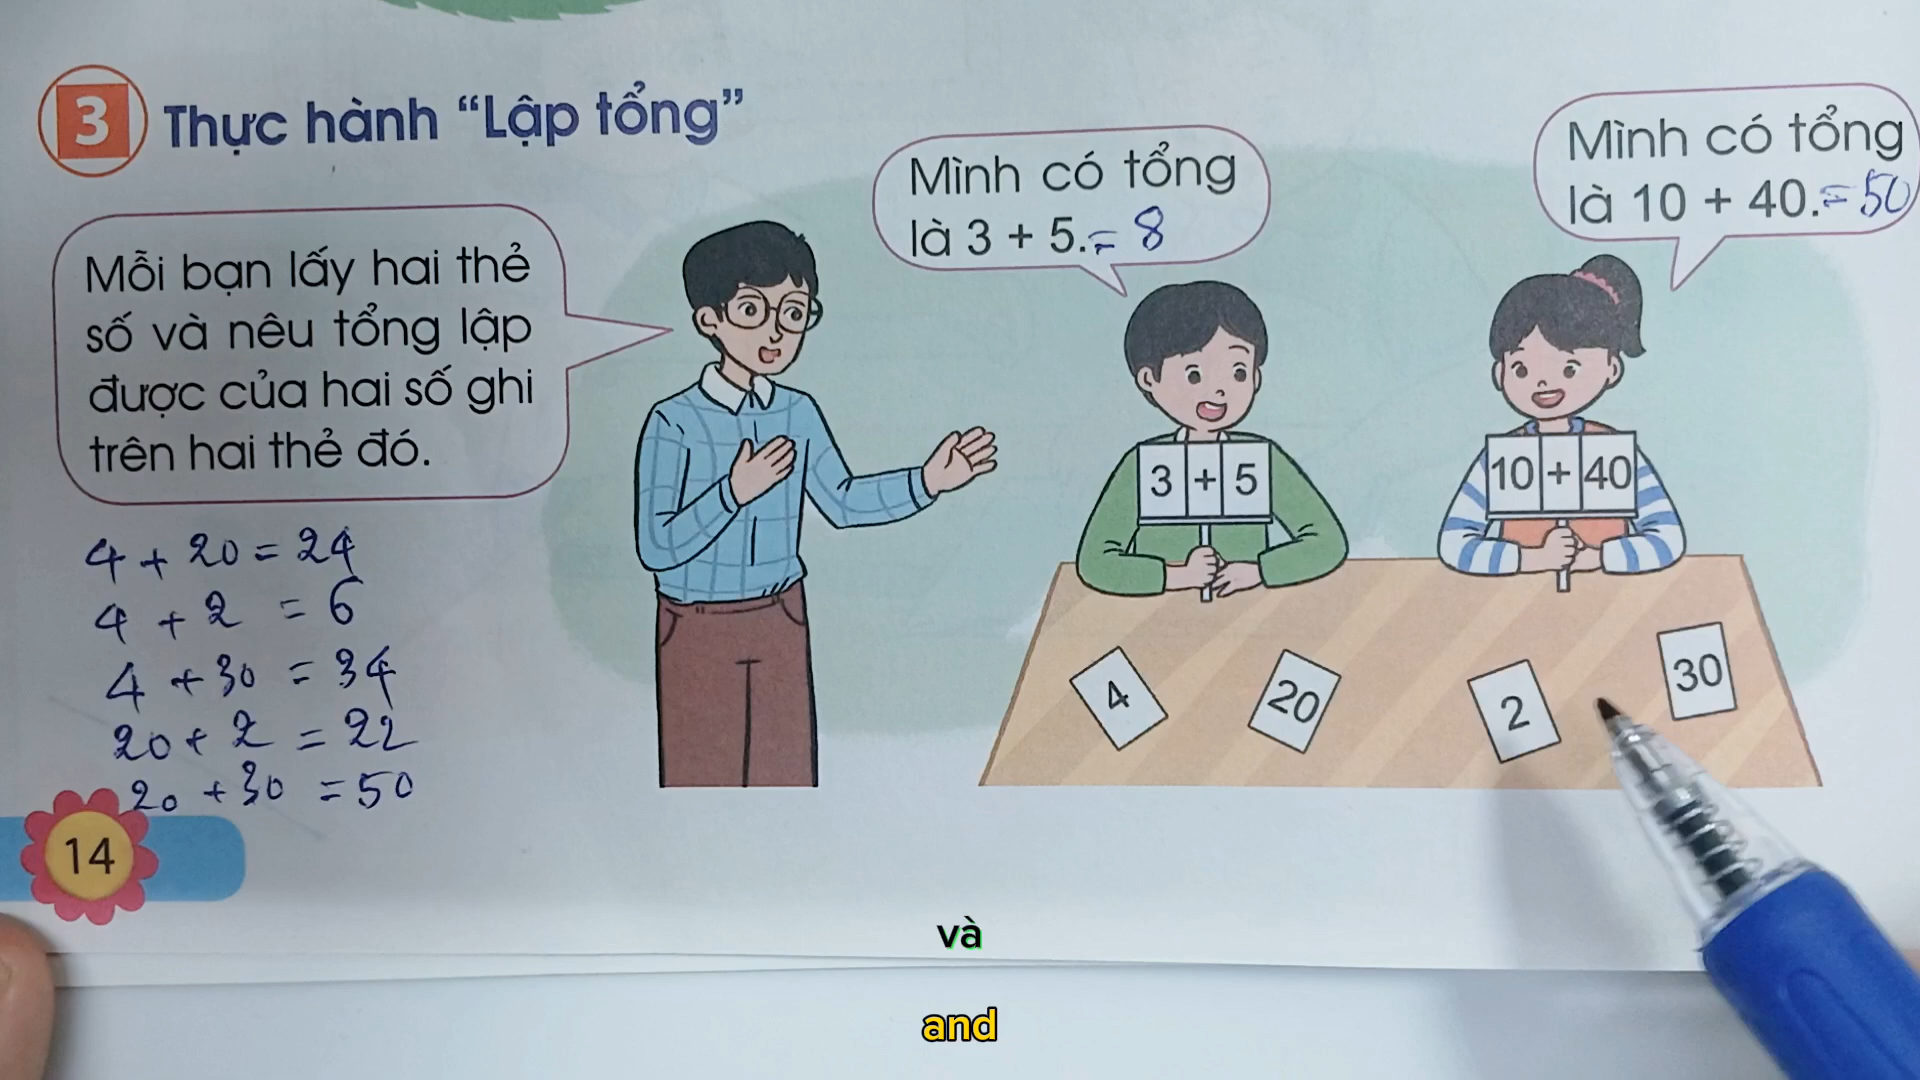 3 Thực hành “Lập tổng”
Mỗi bạn lấy hai thẻ
số và nêu tổng lập
được của hai số ghi
trên hai thẻ đó.
Mình có tổng
là 3 + 5. = 8
Mình có tổng
là 10 + 40. = 50
3 + 5
10 + 40
4
20
2
30
4 + 20 = 24
4 + 2 = 6
4 + 30 = 34
20 + 2 = 22
20 + 30 = 50
14
và
and